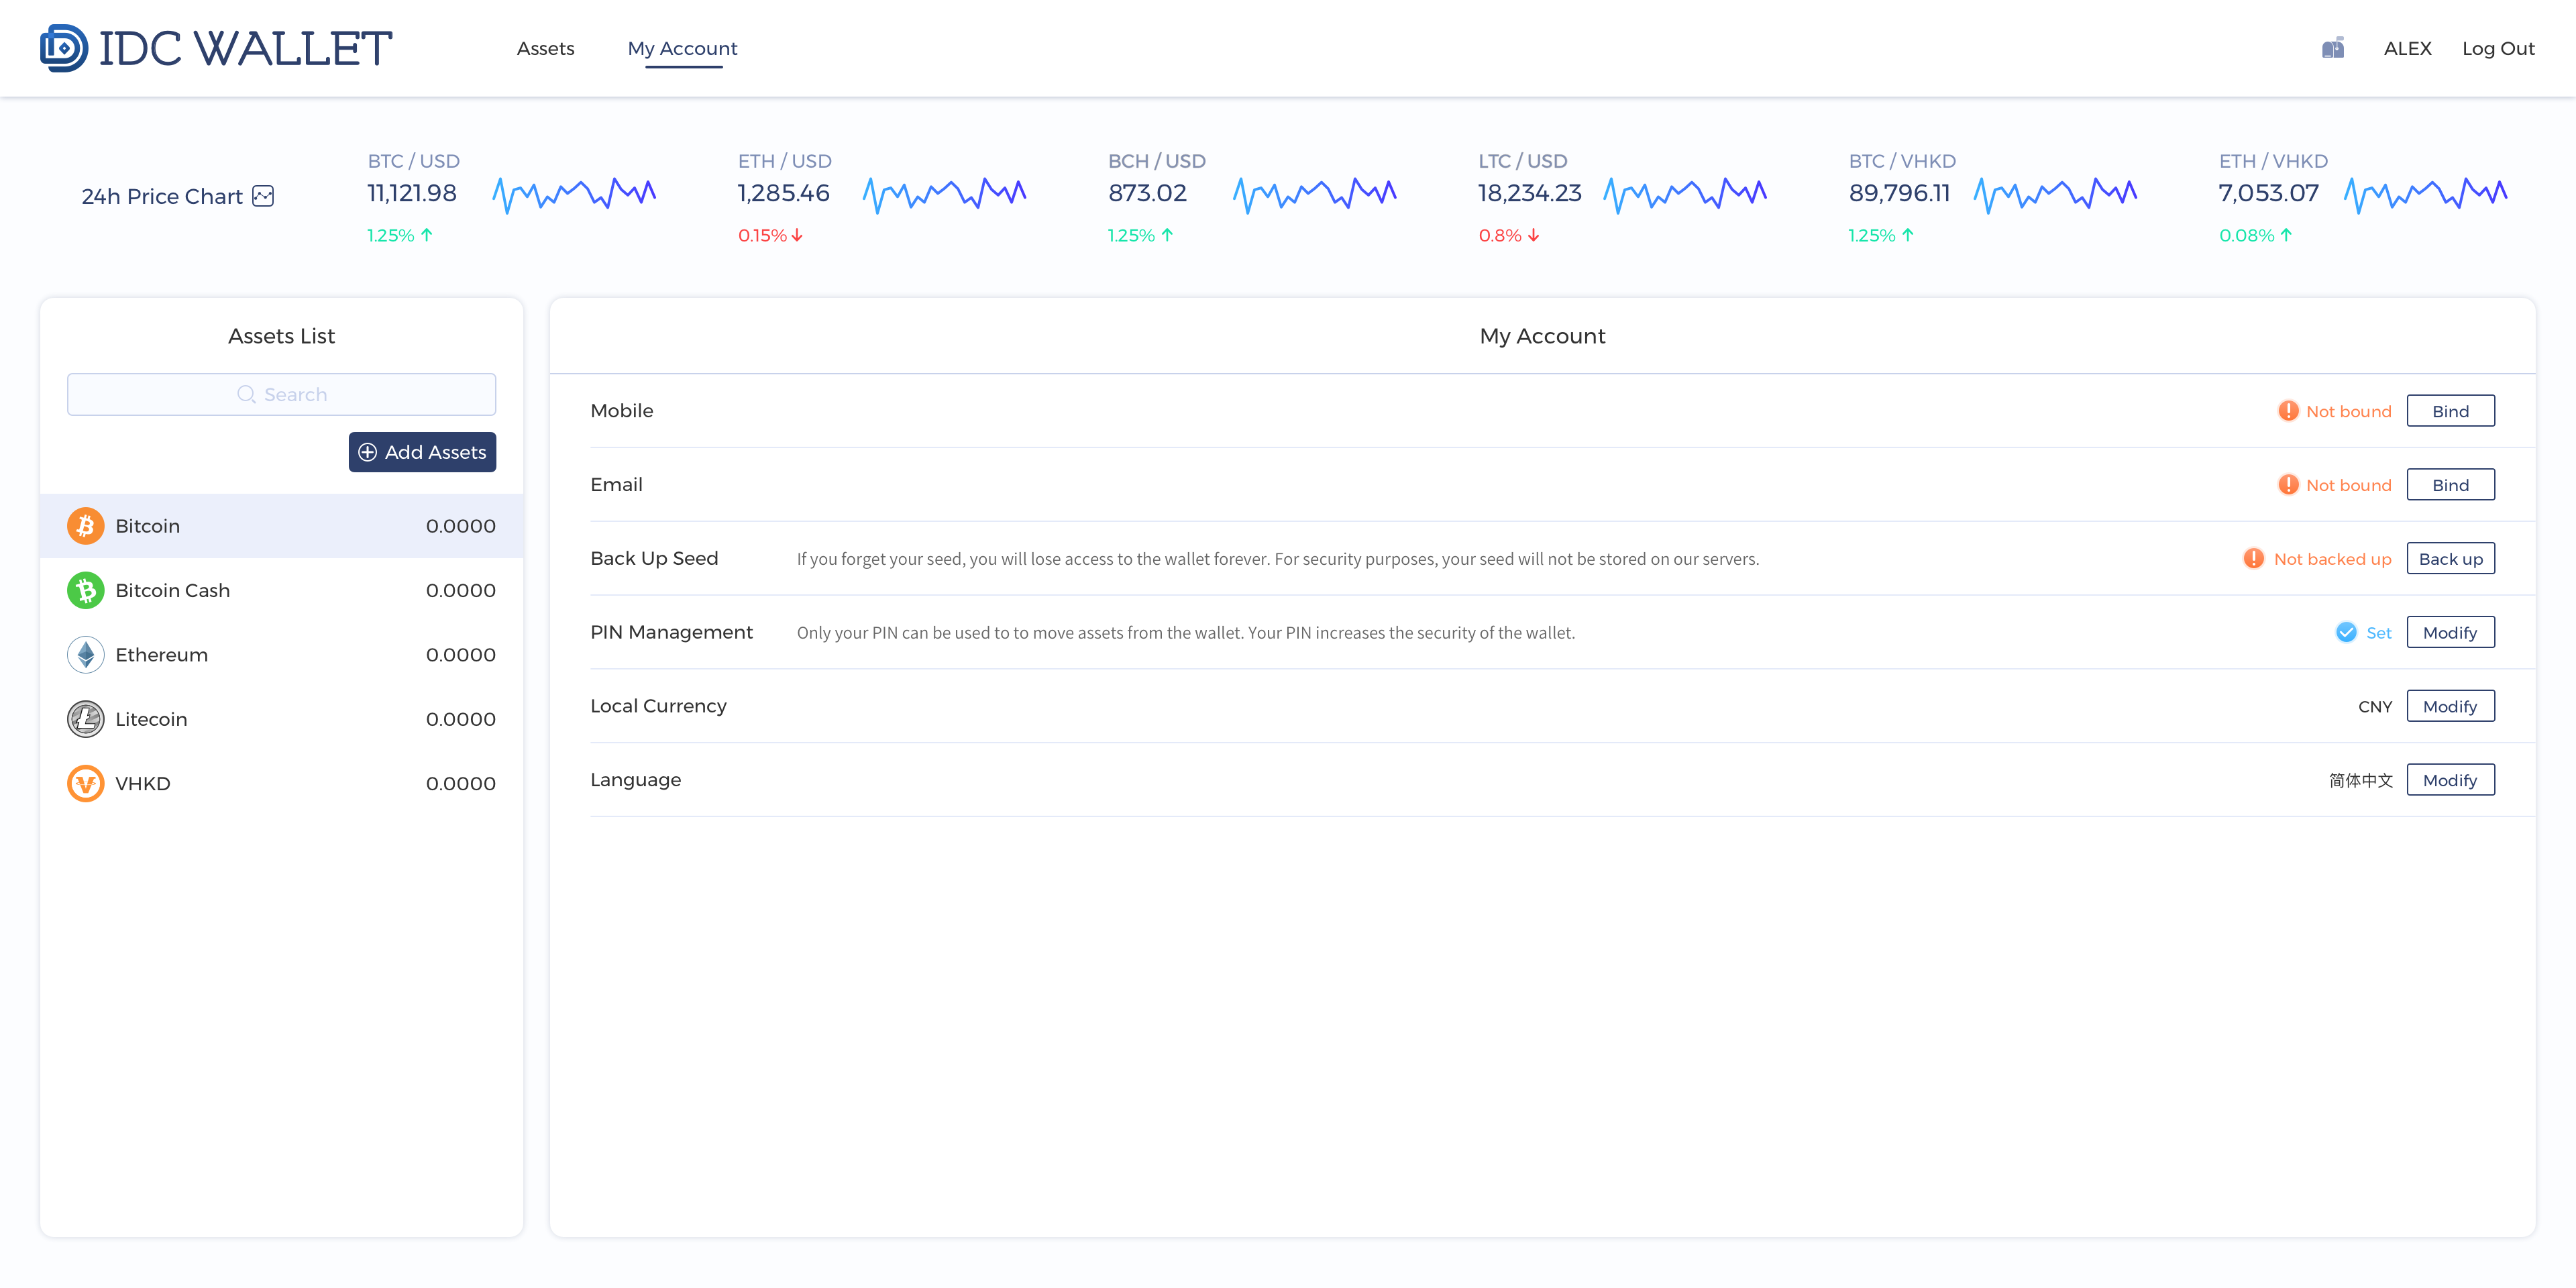 IDC WALLET
Assets
My Account
ALEX
Log Out
24h Price Chart
BTC / USD
11,121.98
1.25%
ETH / USD
1,285.46
0.15%
BCH / USD
873.02
1.25%
LTC / USD
18,234.23
0.8%
BTC / VHKD
89,796.11
1.25%
ETH / VHKD
7,053.07
0.08%
Assets List
Search
Add Assets
Bitcoin 0.0000
Bitcoin Cash 0.0000
Ethereum 0.0000
Litecoin 0.0000
VHKD 0.0000
My Account
Mobile Not bound Bind
Email Not bound Bind
Back Up Seed If you forget your seed, you will lose access to the wallet forever. For security purposes, your seed will not be stored on our servers. Not backed up Back up
PIN Management Only your PIN can be used to to move assets from the wallet. Your PIN increases the security of the wallet. Set Modify
Local Currency CNY Modify
Language 简体中文 Modify